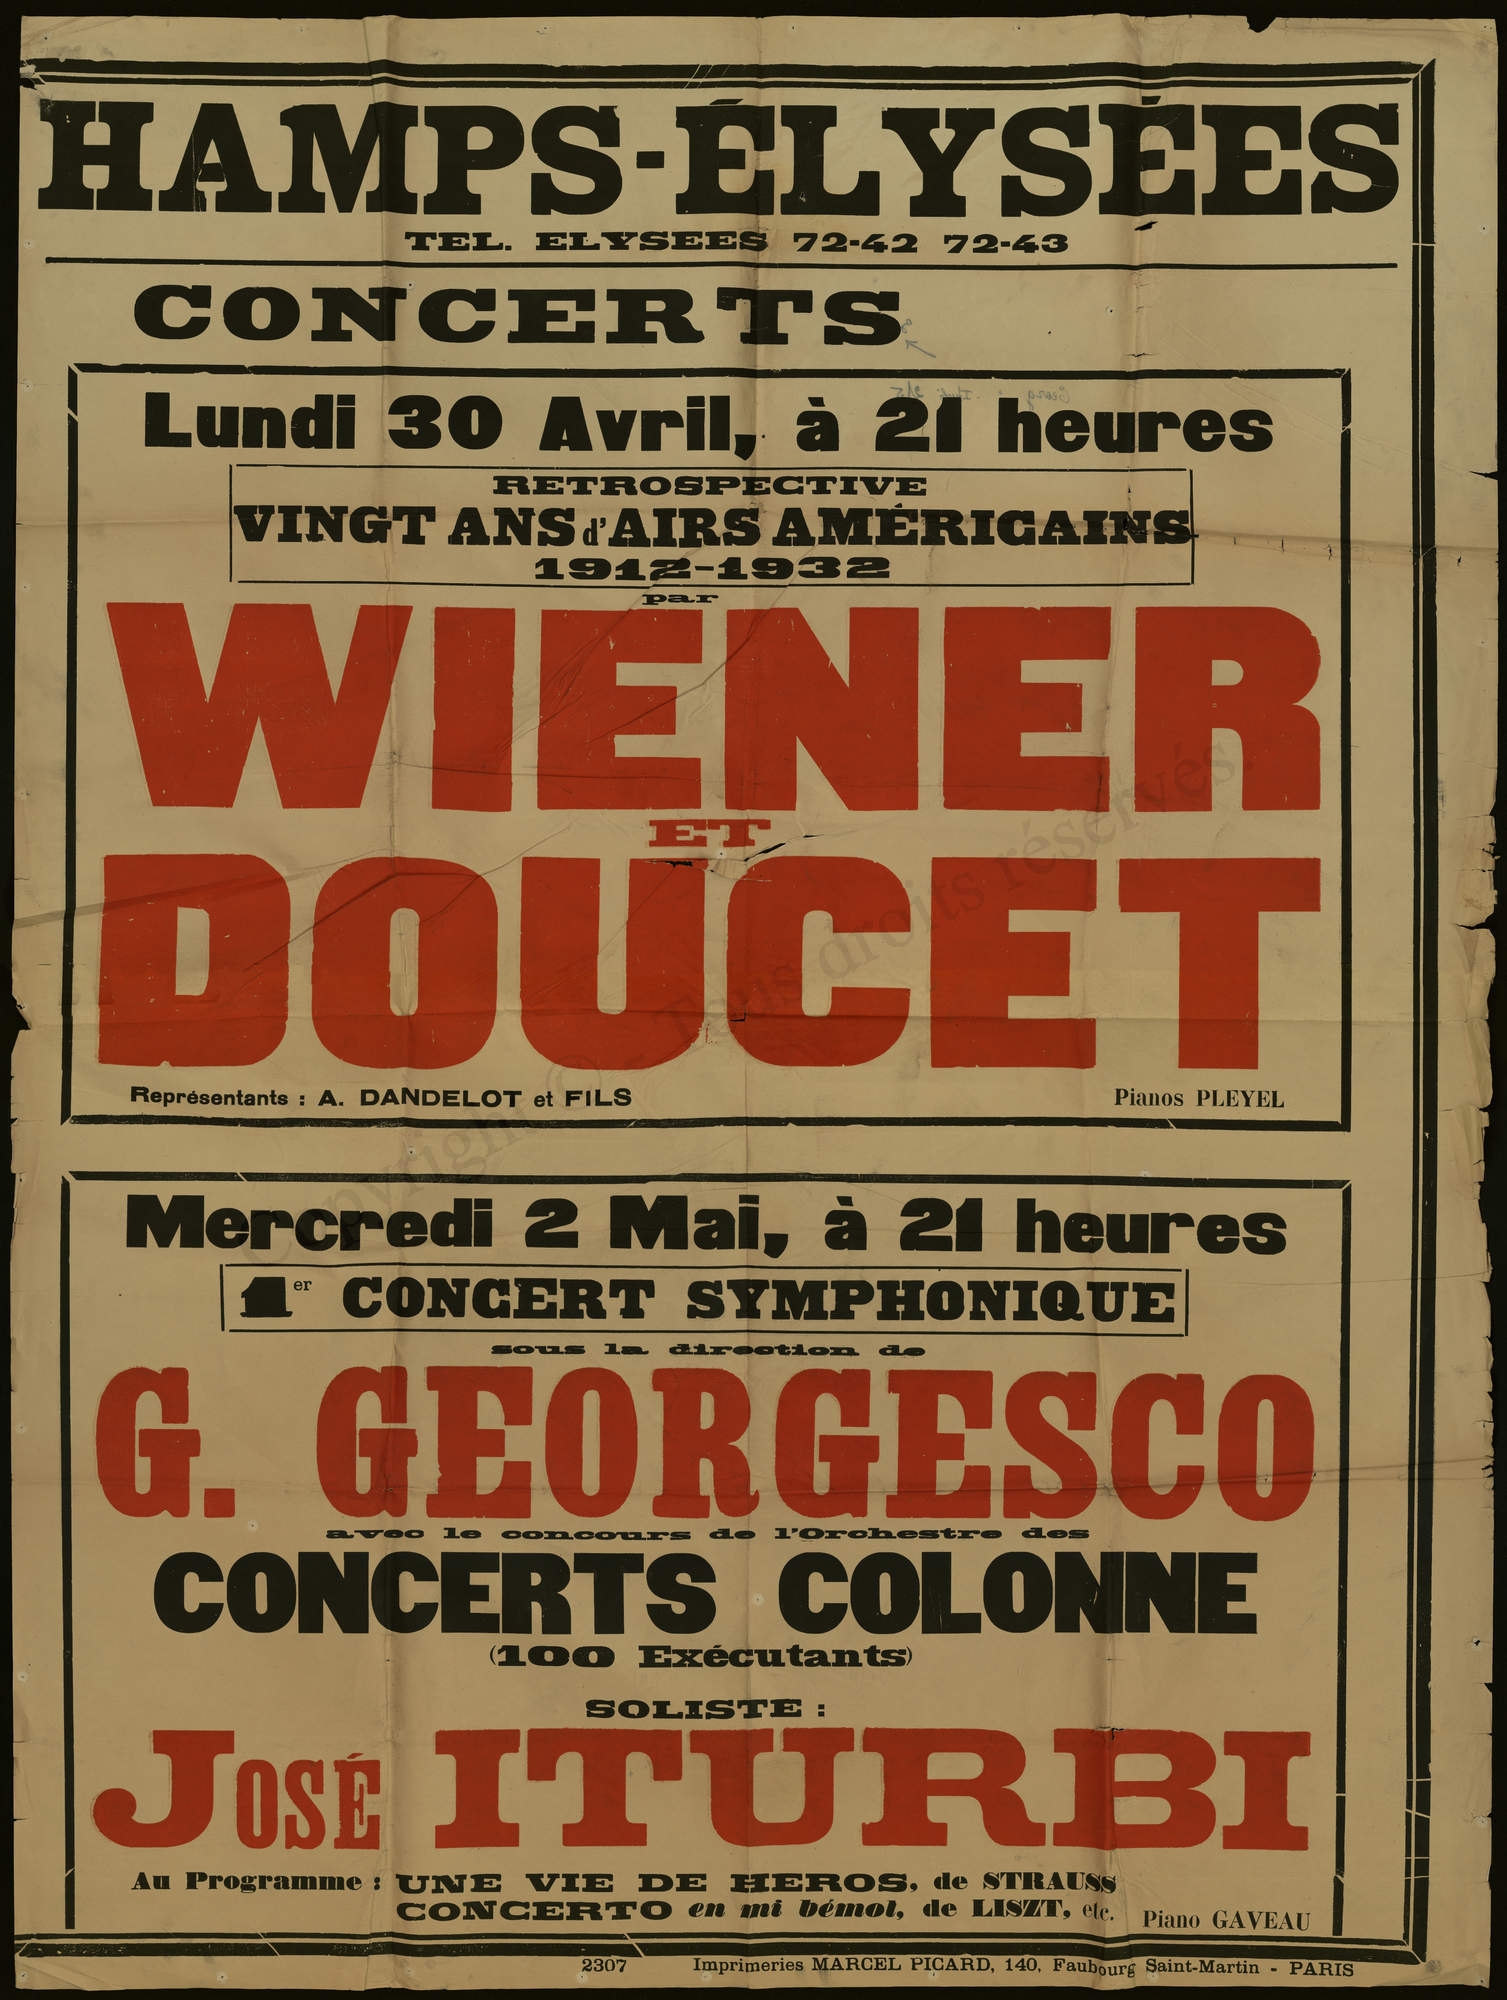 HAMPS-ÉLYSÉES
TEL. ELYSEES 72-42 72-43
CONCERTS
Lundi 30 Avril, à 21 heures
RETROSPECTIVE
VINGT ANS d'AIRS AMÉRICAINS
1912-1932
par
WIENER
ET
DOUCET
Représentants : A. DANDELOT et FILS
Pianos PLEYEL
Copyright © - Tous droits réservés.
Mercredi 2 Mai, à 21 heures
1er CONCERT SYMPHONIQUE
sous la direction de
G. GEORGESCO
avec le concours de l'Orchestre des
CONCERTS COLONNE
(100 Exécutants)
SOLISTE :
JOSÉ ITURBI
Au Programme : UNE VIE DE HEROS, de STRAUSS
CONCERTO en mi bémol, de LISZT, etc.
Piano GAVEAU
2307 Imprimeries MARCEL PICARD, 140, Faubourg Saint-Martin - PARIS